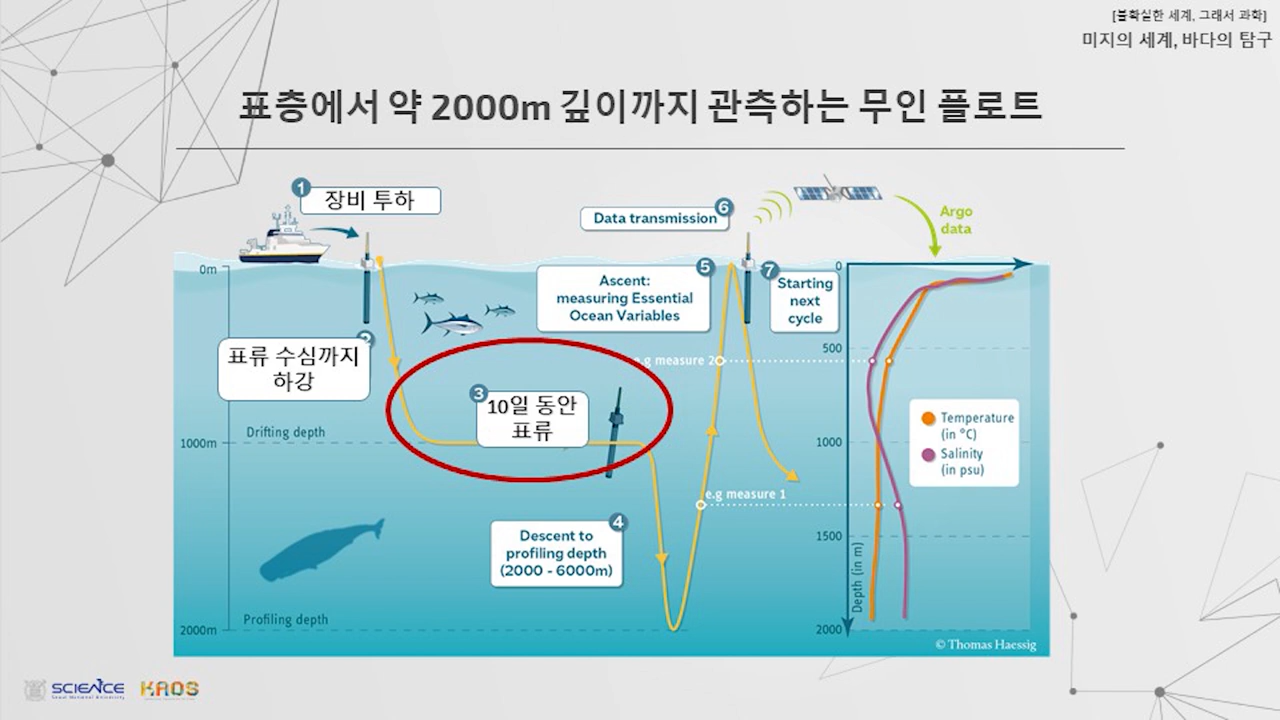 [불확실한 세계, 그래서 과학]
미지의 세계, 바다의 탐구
표층에서 약 2000m 깊이까지 관측하는 무인 플로트
1
장비 투하
6
Data transmission
Argo
data
0m
5
Ascent:
measuring Essential
Ocean Variables
7
Starting
next
cycle
0
2
표류 수심까지
하강
e.g measure 2
500
3
10일 동안
표류
Drifting depth
1000m
1000
Temperature
(in °C)
Salinity
(in psu)
e.g measure 1
4
Descent to
profiling depth
(2000 - 6000m)
1500
Depth (in m)
Profiling depth
2000m
2000
© Thomas Haessig
SCIENCE
Seoul National University
KAOS